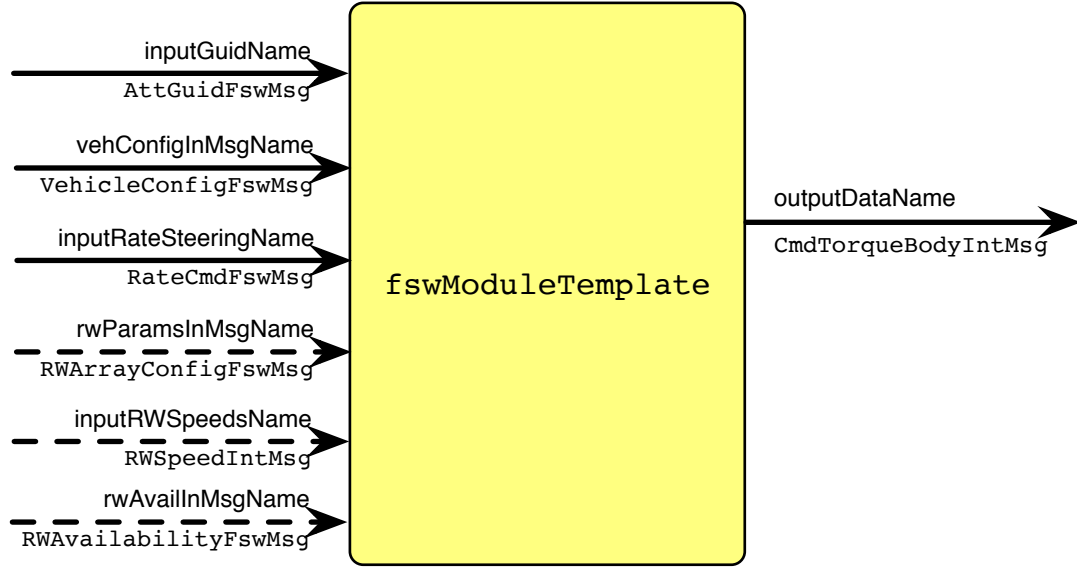 inputGuidName
AttGuidFswMsg
vehConfigInMsgName
VehicleConfigFswMsg
inputRateSteeringName
RateCmdFswMsg
rwParamsInMsgName
RWArrayConfigFswMsg
inputRWSpeedsName
RWSpeedIntMsg
rwAvailInMsgName
RWAvailabilityFswMsg
fswModuleTemplate
outputDataName
CmdTorqueBodyIntMsg